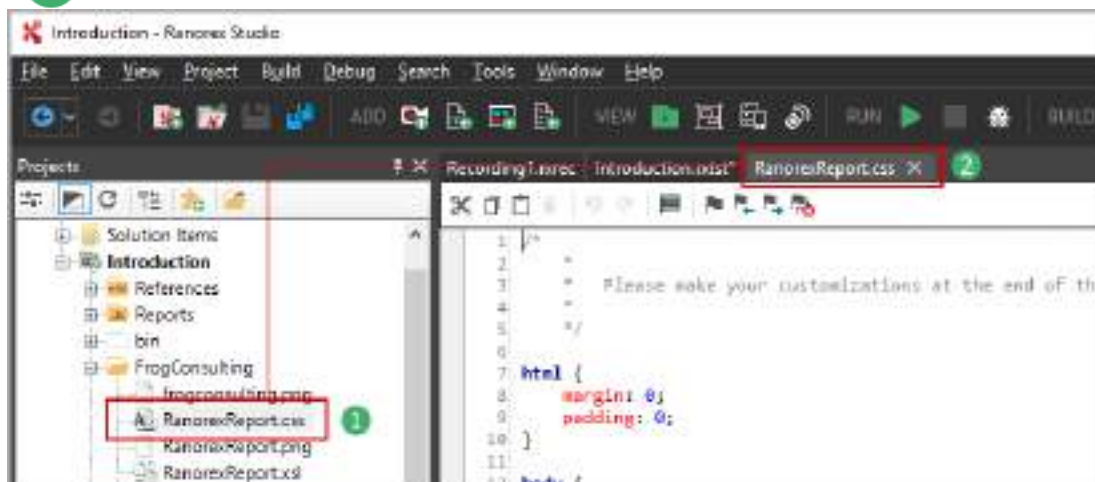 Introduction - Ranorex Studio
File Edit View Project Build Debug Search Tools Window Help
ADD VIEW RUN BUILD
Projects
Recording1.rxrec Introduction.rxtst* RanorexReport.css
Solution Items
Introduction
References
Reports
bin
FrogConsulting
frogconsulting.png
RanorexReport.css
RanorexReport.png
RanorexReport.xsl
1
2
1 /*
2 *
3 * Please make your customizations at the end of th
4 *
5 */
6
7 html {
8 margin: 0;
9 padding: 0;
10 }
11
12 body {